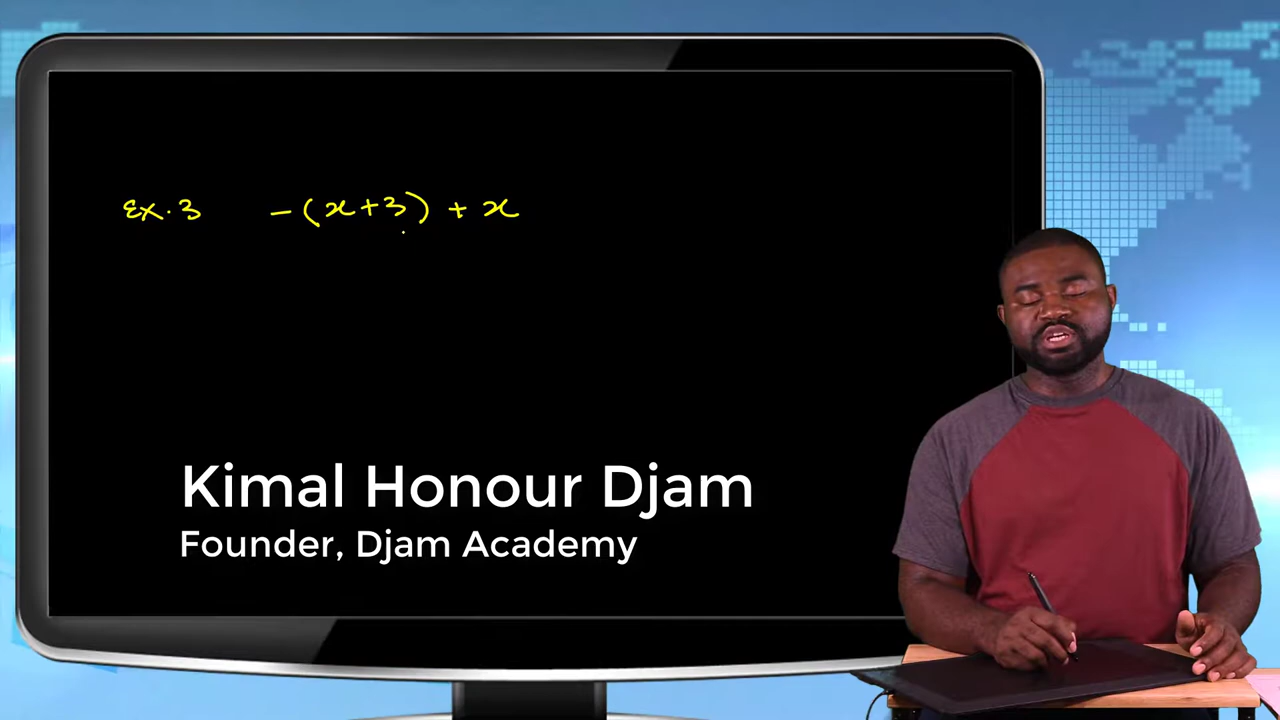 Ex.3 -(x+3) + x
Kimal Honour Djam
Founder, Djam Academy